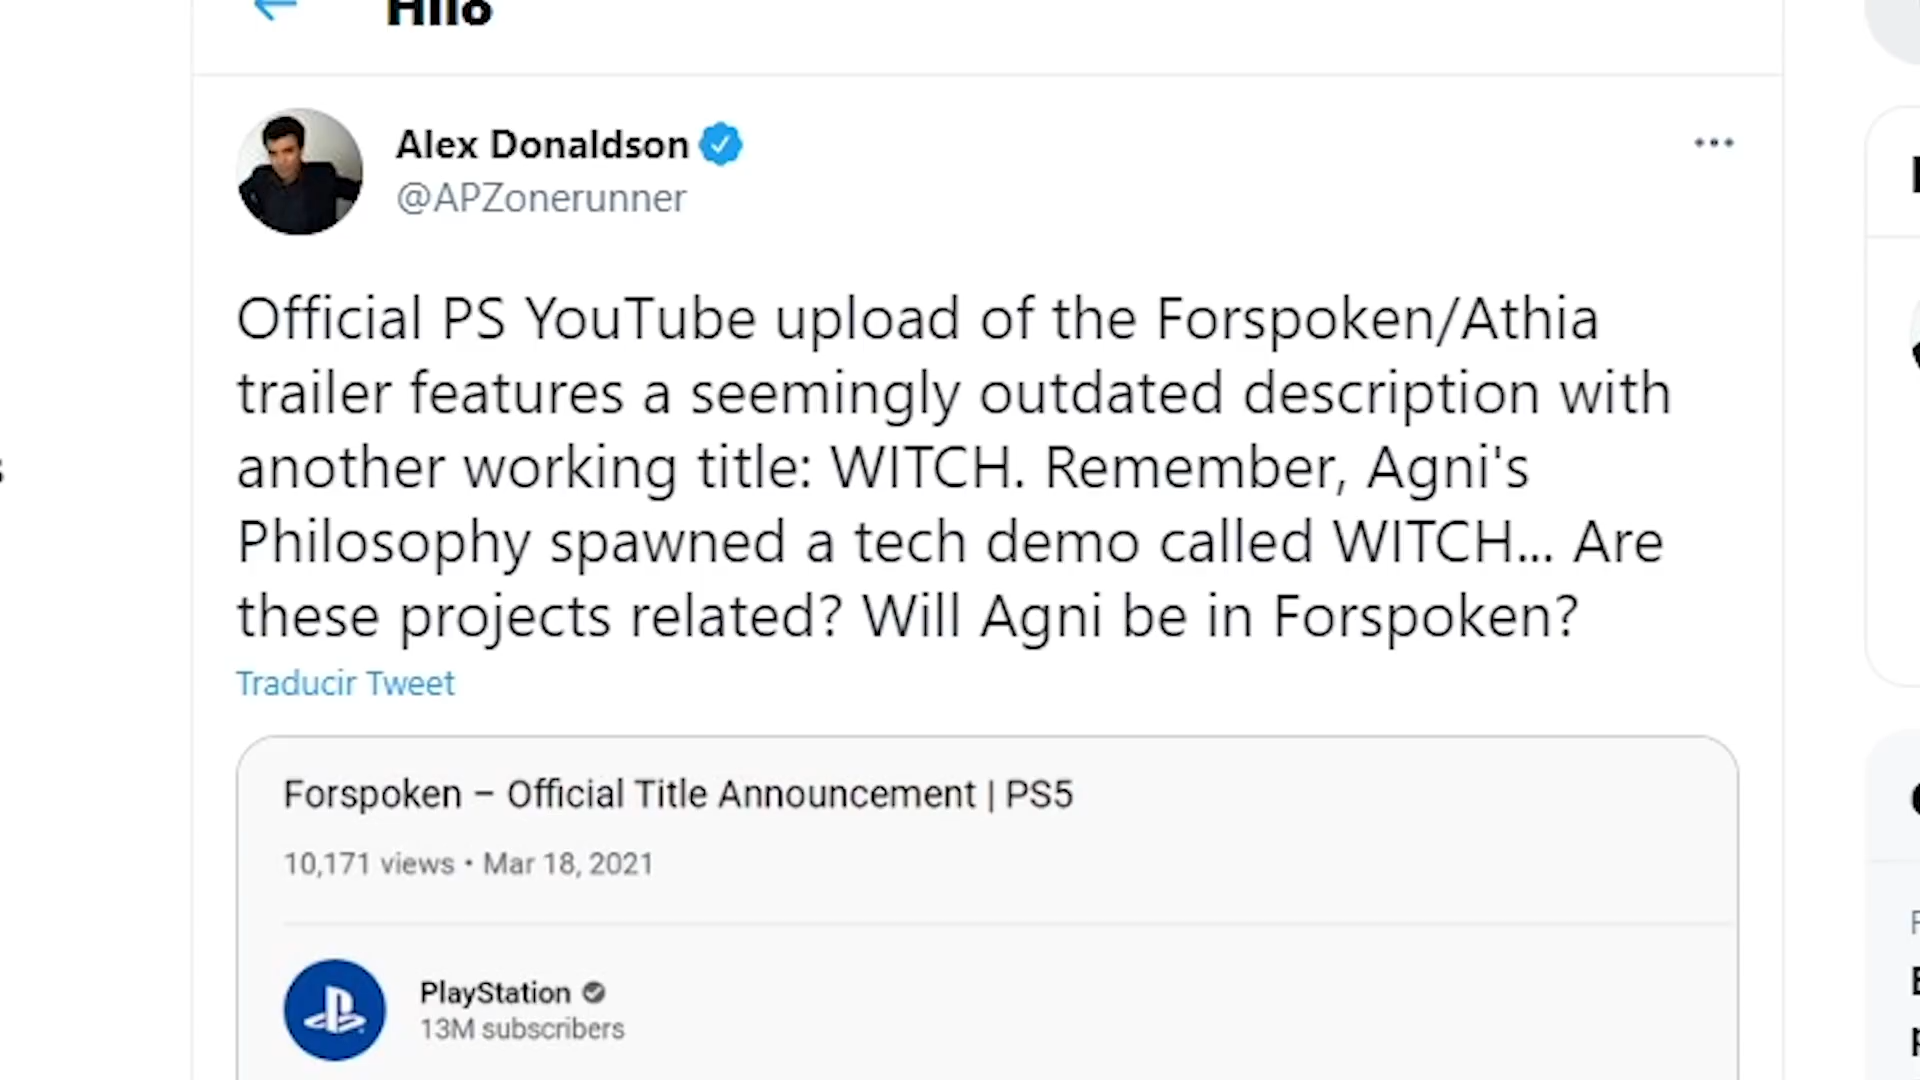 Hilo
Alex Donaldson
@APZonerunner
Official PS YouTube upload of the Forspoken/Athia
trailer features a seemingly outdated description with
another working title: WITCH. Remember, Agni's
Philosophy spawned a tech demo called WITCH... Are
these projects related? Will Agni be in Forspoken?
Traducir Tweet
Forspoken – Official Title Announcement | PS5
10,171 views • Mar 18, 2021
PlayStation
13M subscribers